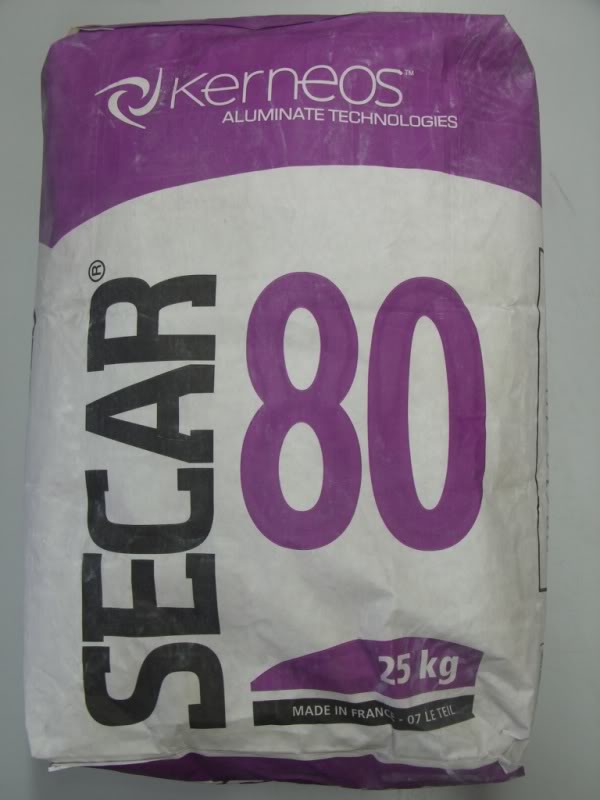 Kerneos™
ALUMINATE TECHNOLOGIES
SECAR®
80
25 kg
MADE IN FRANCE - 07 LE TEIL